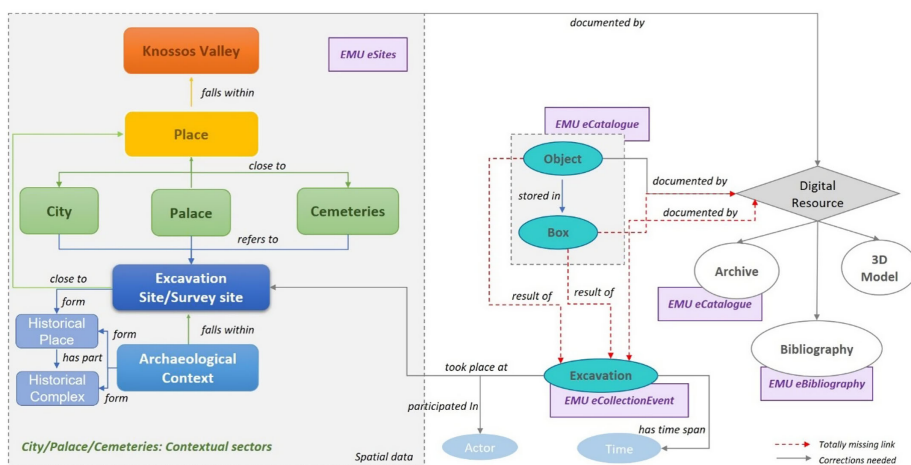 documented by
Knossos Valley
EMU eSites
falls within
Place
EMU eCatalogue
Object
close to
documented by
stored in
documented by
Digital
Resource
City
Palace
Cemeteries
Box
refers to
Archive
3D
Model
close to
Excavation
Site/Survey site
result of
result of
EMU eCatalogue
form
Historical
Place
form
falls within
has part
Archaeological
Context
Bibliography
took place at
Excavation
EMU eBibliography
Historical
Complex
form
EMU eCollectionEvent
participated In
has time span
City/Palace/Cemeteries: Contextual sectors
Spatial data
Actor
Time
Totally missing link
Corrections needed